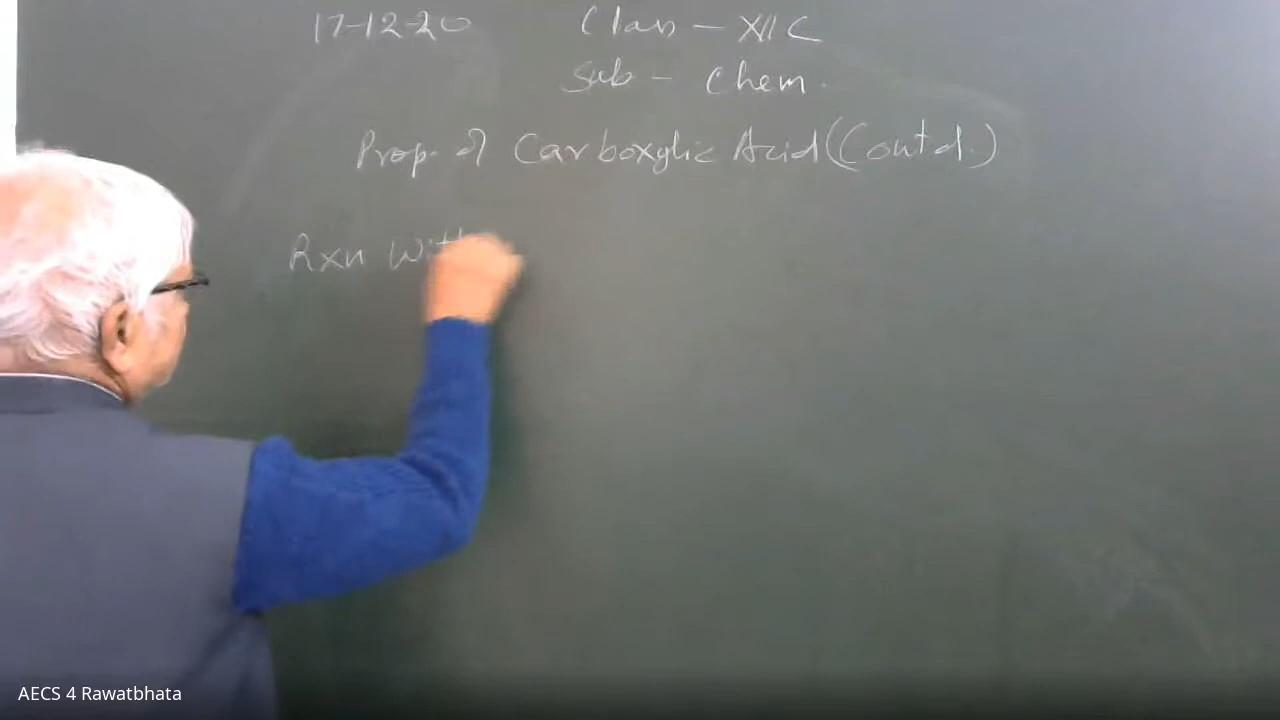 17-12-20 Class - XII C
Sub - Chem.
Prop. of Carboxylic Acid (Contd.)
Rxn With
AECS 4 Rawatbhata